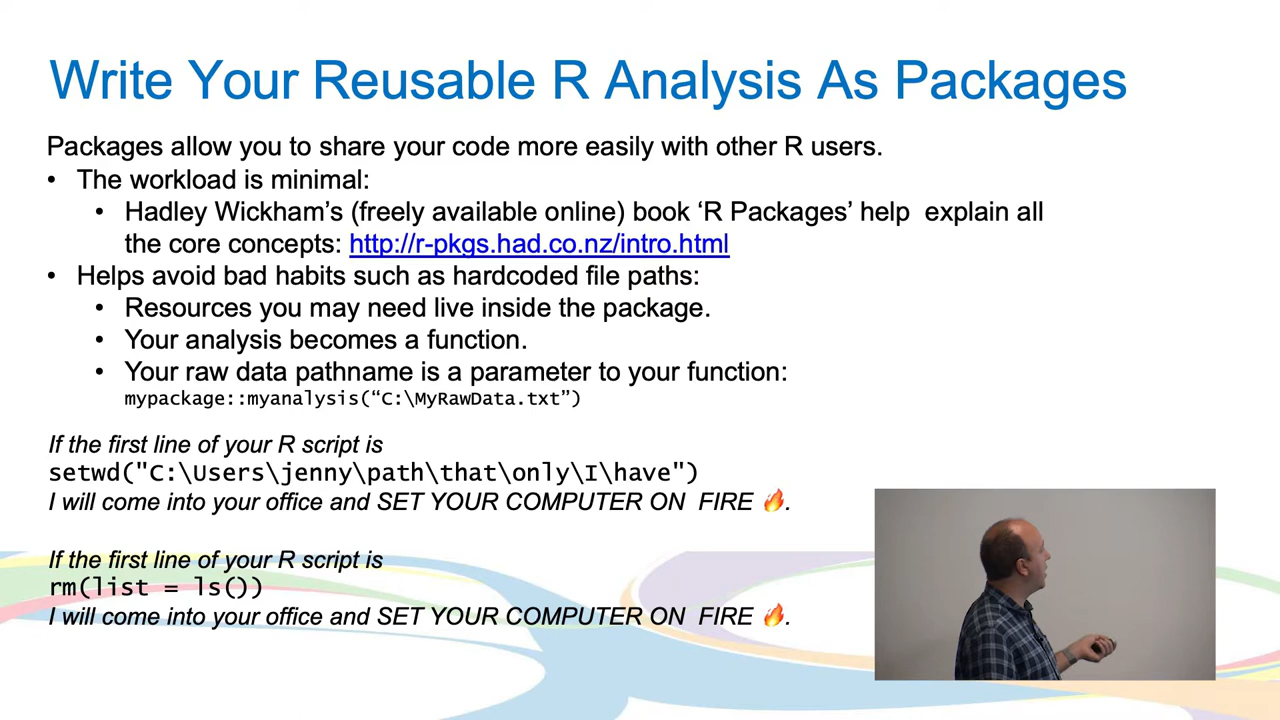 Write Your Reusable R Analysis As Packages
Packages allow you to share your code more easily with other R users.
• The workload is minimal:
• Hadley Wickham’s (freely available online) book ‘R Packages’ help  explain all
the core concepts: http://r-pkgs.had.co.nz/intro.html
• Helps avoid bad habits such as hardcoded file paths:
• Resources you may need live inside the package.
• Your analysis becomes a function.
• Your raw data pathname is a parameter to your function:
mypackage::myanalysis(“C:\MyRawData.txt”)
If the first line of your R script is
setwd("C:\Users\jenny\path\that\only\I\have")
I will come into your office and SET YOUR COMPUTER ON  FIRE 🔥.
If the first line of your R script is
rm(list = ls())
I will come into your office and SET YOUR COMPUTER ON  FIRE 🔥.